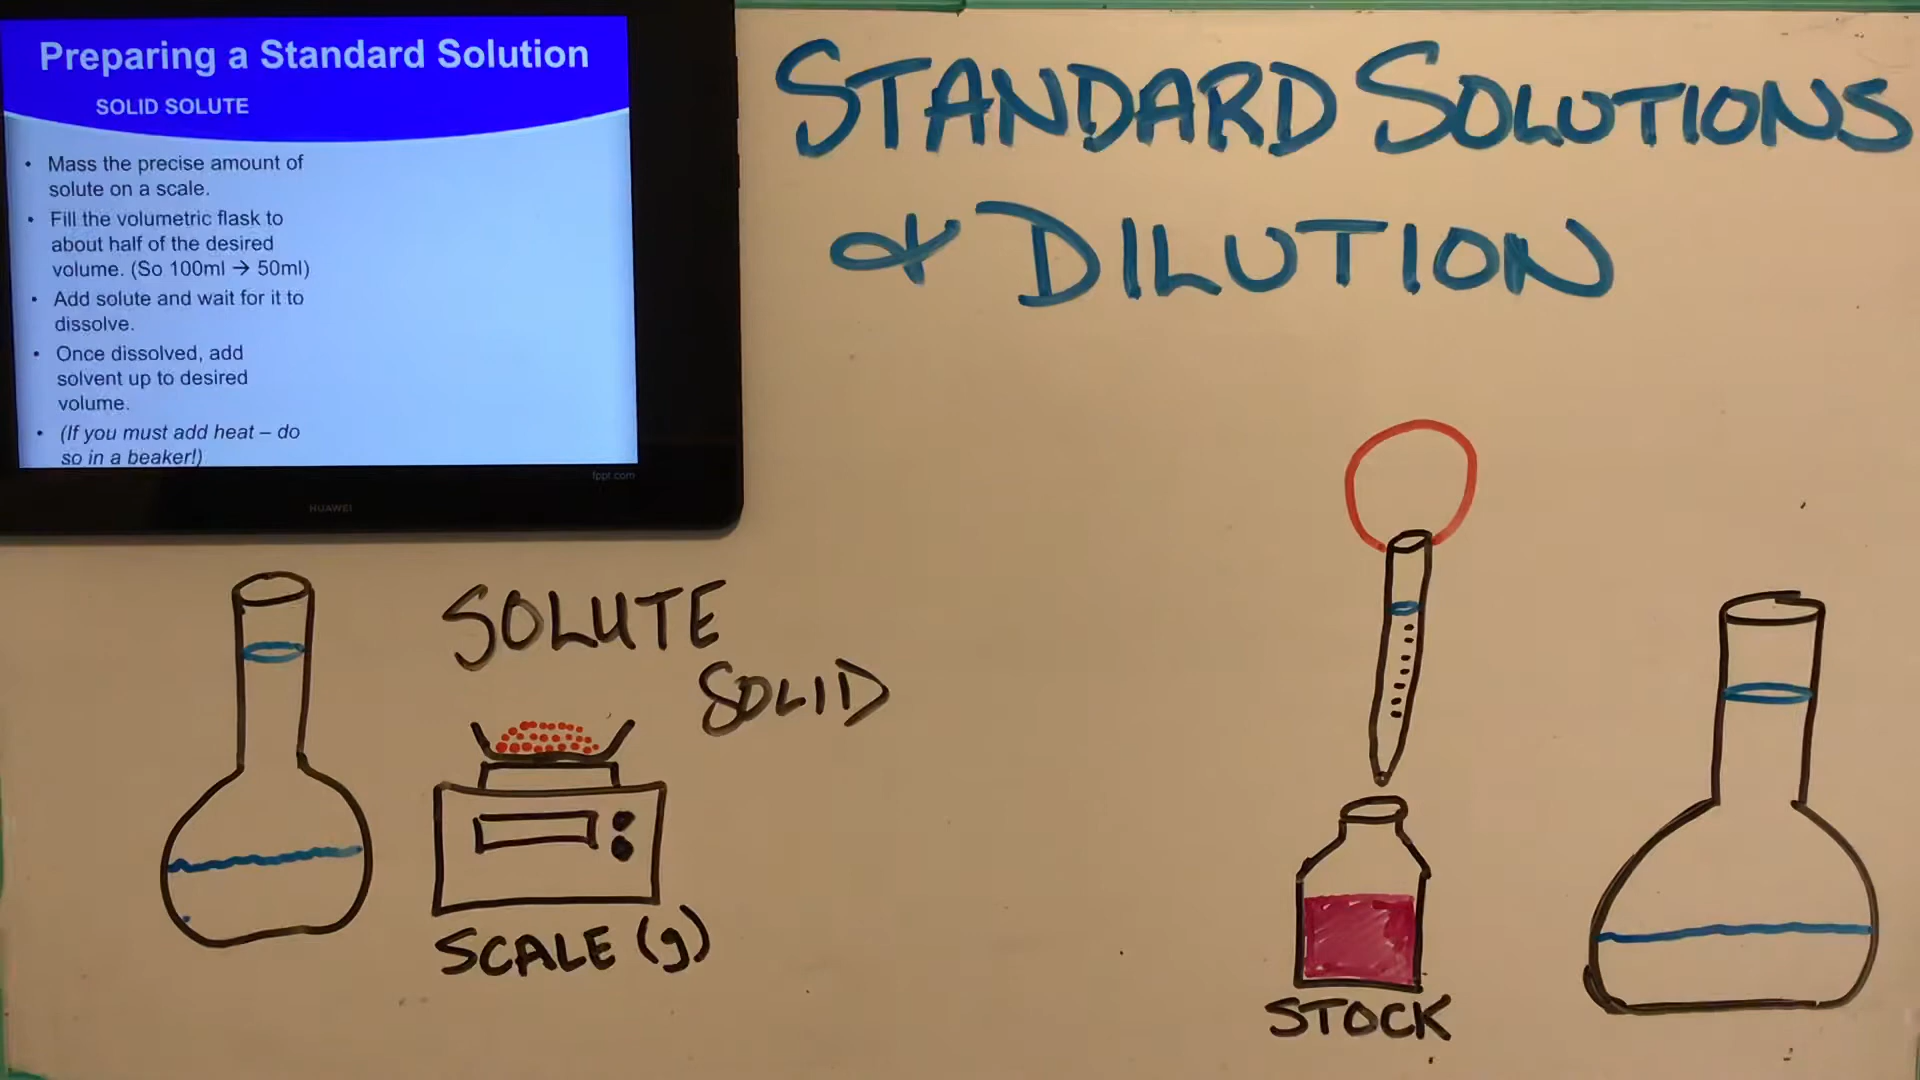 Preparing a Standard Solution
SOLID SOLUTE
• Mass the precise amount of
solute on a scale.
• Fill the volumetric flask to
about half of the desired
volume. (So 100ml → 50ml)
• Add solute and wait for it to
dissolve.
• Once dissolved, add
solvent up to desired
volume.
• (If you must add heat – do
so in a beaker!)
fppt.com
HUAWEI
STANDARD SOLUTIONS
& DILUTION
SOLUTE
SOLID
SCALE (g)
STOCK